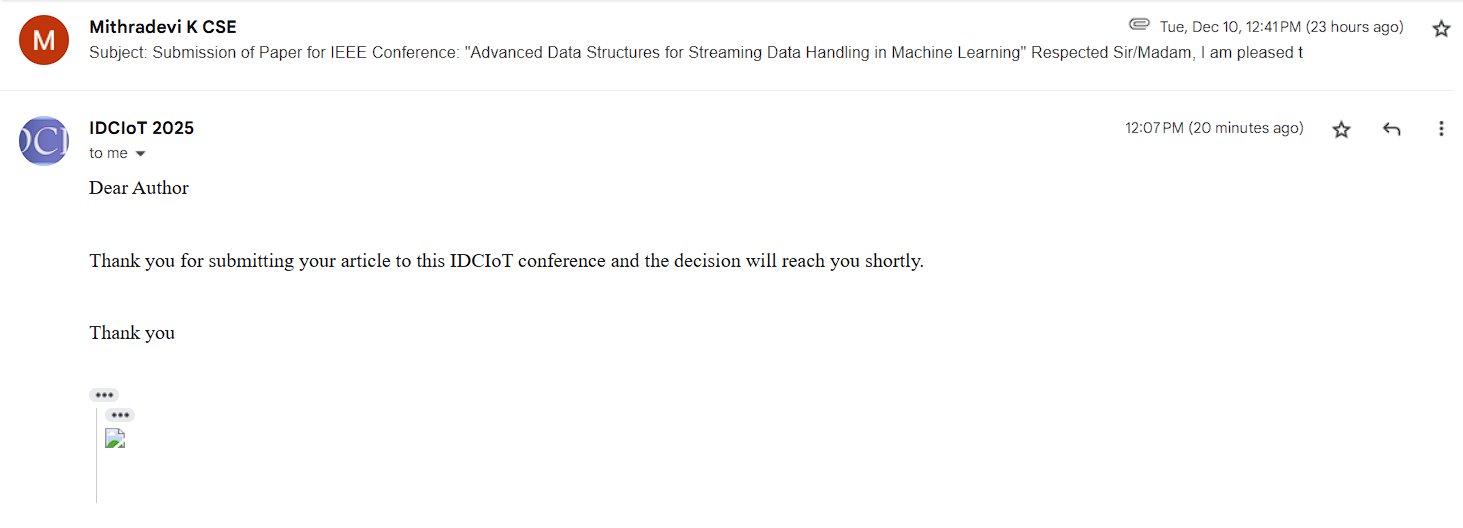 M
Mithradevi K CSE
Tue, Dec 10, 12:41 PM (23 hours ago)
Subject: Submission of Paper for IEEE Conference: "Advanced Data Structures for Streaming Data Handling in Machine Learning" Respected Sir/Madam, I am pleased t
DCI
IDCIoT 2025
12:07 PM (20 minutes ago)
to me
Dear Author
Thank you for submitting your article to this IDCIoT conference and the decision will reach you shortly.
Thank you